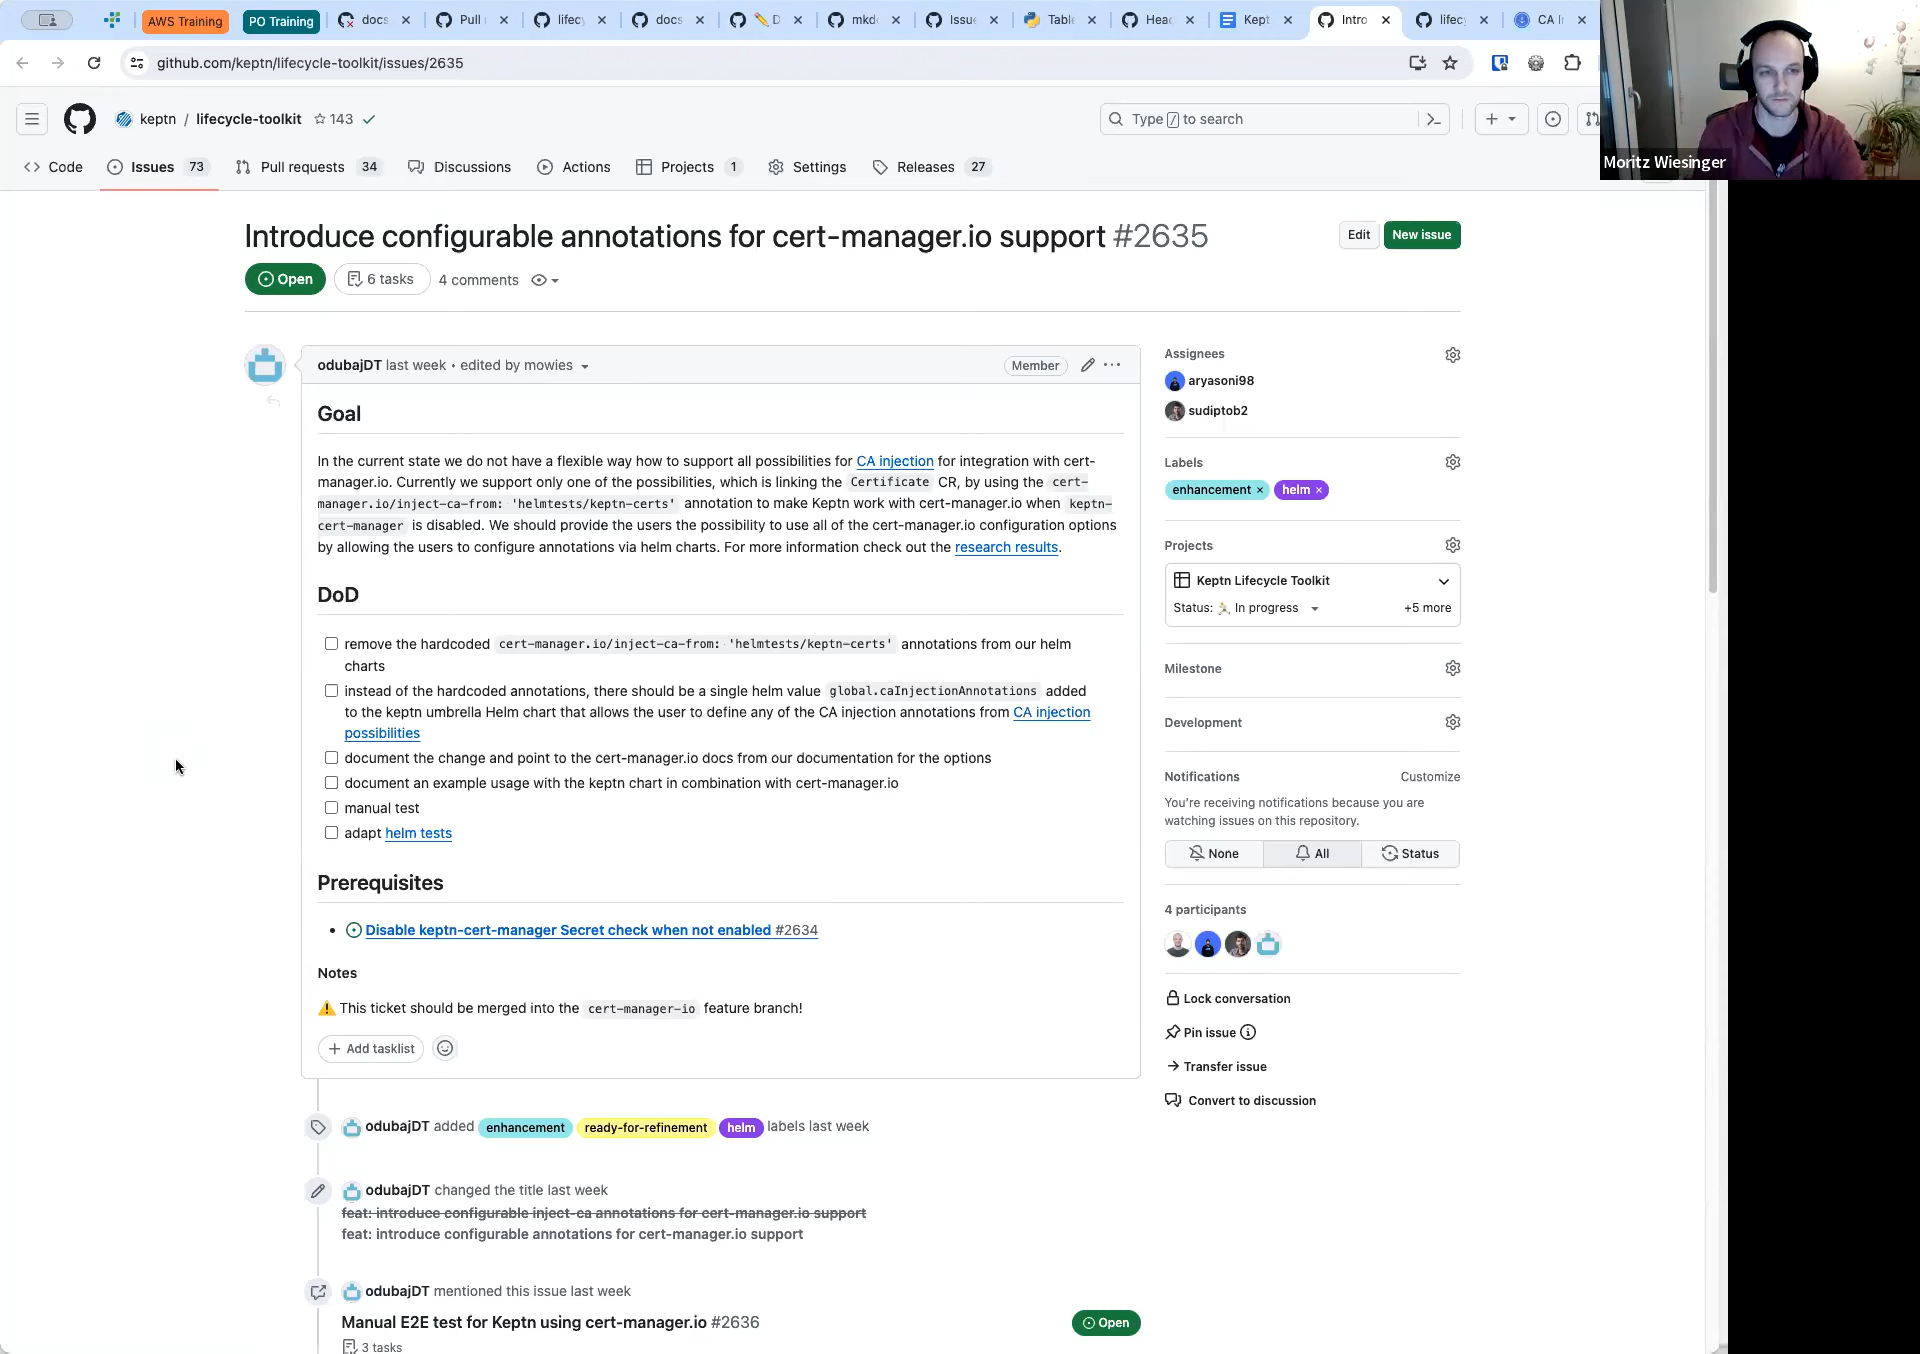 AWS Training
PO Training
docs
Pull
lifec
docs
D
mkdo
Issue
Table
Head
Kept
Intro
lifec
CA I
github.com/keptn/lifecycle-toolkit/issues/2635
keptn / lifecycle-toolkit 143
Type / to search
Code
Issues 73
Pull requests 34
Discussions
Actions
Projects 1
Settings
Releases 27
Moritz Wiesinger
Introduce configurable annotations for cert-manager.io support #2635
Edit
New issue
Open
6 tasks
4 comments
odubajDT last week • edited by mowies
Member
Goal
In the current state we do not have a flexible way how to support all possibilities for CA injection for integration with cert-
manager.io. Currently we support only one of the possibilities, which is linking the Certificate CR, by using the cert-
manager.io/inject-ca-from: 'helmtests/keptn-certs' annotation to make Keptn work with cert-manager.io when keptn-
cert-manager is disabled. We should provide the users the possibility to use all of the cert-manager.io configuration options
by allowing the users to configure annotations via helm charts. For more information check out the research results.
DoD
remove the hardcoded cert-manager.io/inject-ca-from: 'helmtests/keptn-certs' annotations from our helm
charts
instead of the hardcoded annotations, there should be a single helm value global.caInjectionAnnotations added
to the keptn umbrella Helm chart that allows the user to define any of the CA injection annotations from CA injection
possibilities
document the change and point to the cert-manager.io docs from our documentation for the options
document an example usage with the keptn chart in combination with cert-manager.io
manual test
adapt helm tests
Prerequisites
• Disable keptn-cert-manager Secret check when not enabled #2634
Notes
⚠️ This ticket should be merged into the cert-manager-io feature branch!
Add tasklist
odubajDT added enhancement ready-for-refinement helm labels last week
odubajDT changed the title last week
feat: introduce configurable inject-ca annotations for cert-manager.io support
feat: introduce configurable annotations for cert-manager.io support
odubajDT mentioned this issue last week
Manual E2E test for Keptn using cert-manager.io #2636
Open
3 tasks
Assignees
aryasoni98
sudiptob2
Labels
enhancement ×
helm ×
Projects
Keptn Lifecycle Toolkit
Status: In progress
+5 more
Milestone
Development
Notifications
Customize
You're receiving notifications because you are
watching issues on this repository.
None
All
Status
4 participants
Lock conversation
Pin issue
Transfer issue
Convert to discussion